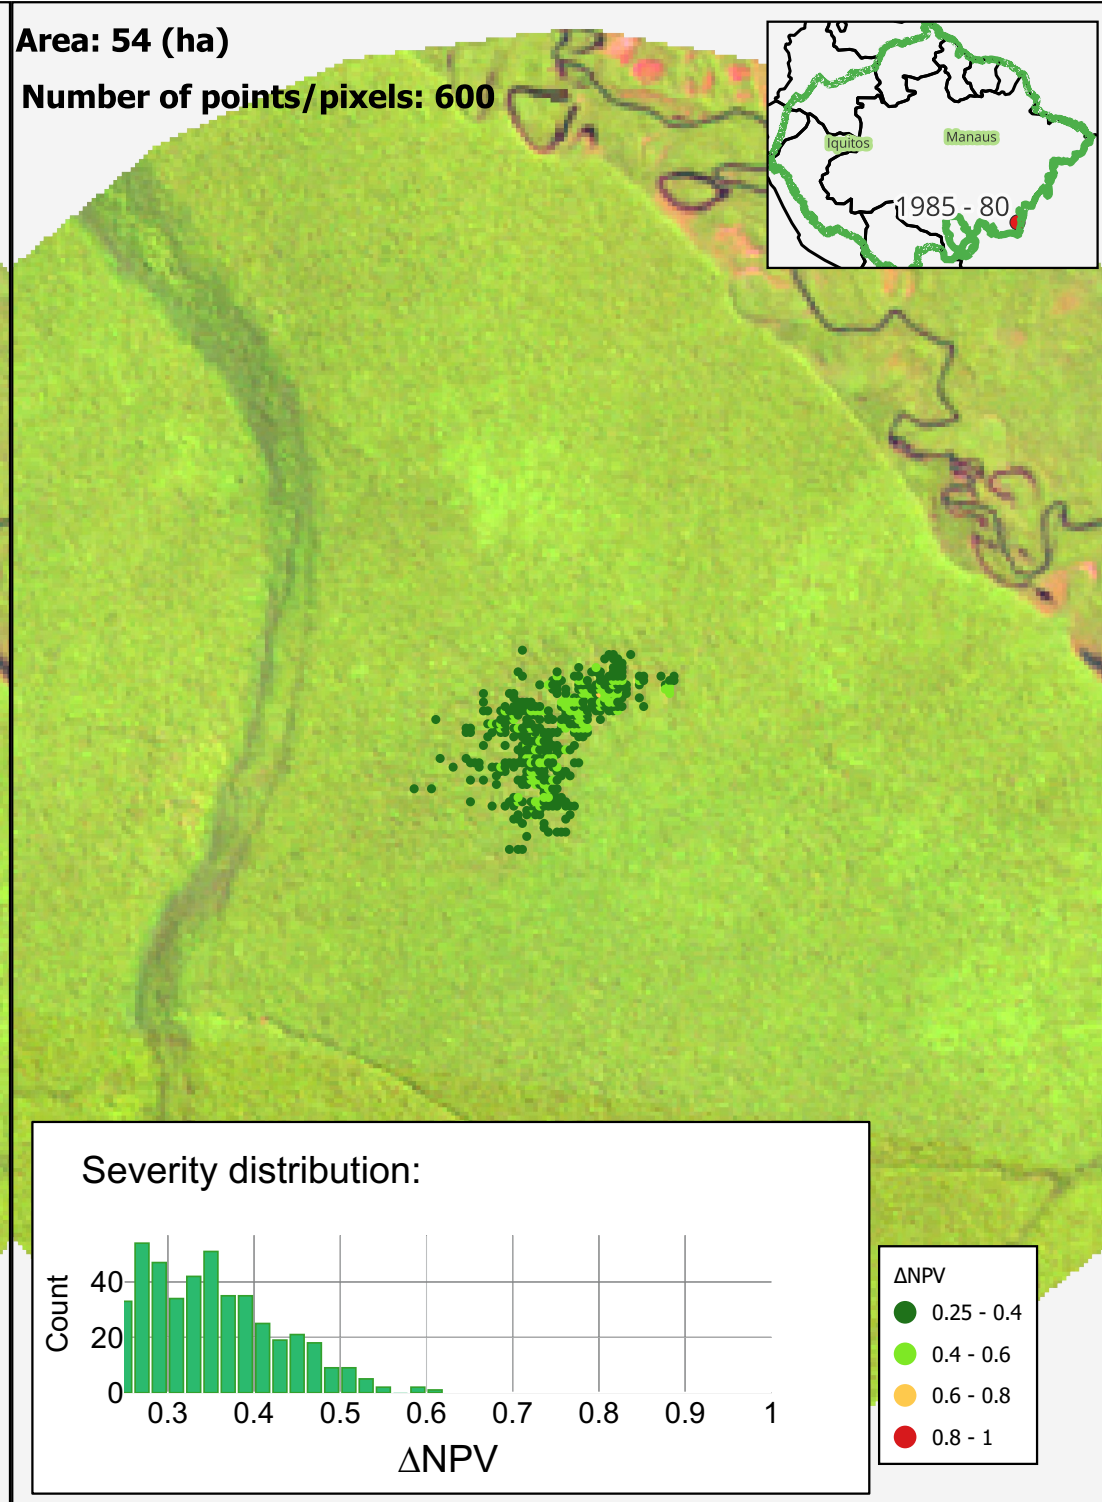 Area: 54 (ha)
Number of points/pixels: 600
Iquitos
Manaus
1985 - 80
Severity distribution:
Count
40
20
0
0.3 0.4 0.5 0.6 0.7 0.8 0.9 1
ΔNPV
ΔNPV
0.25 - 0.4
0.4 - 0.6
0.6 - 0.8
0.8 - 1